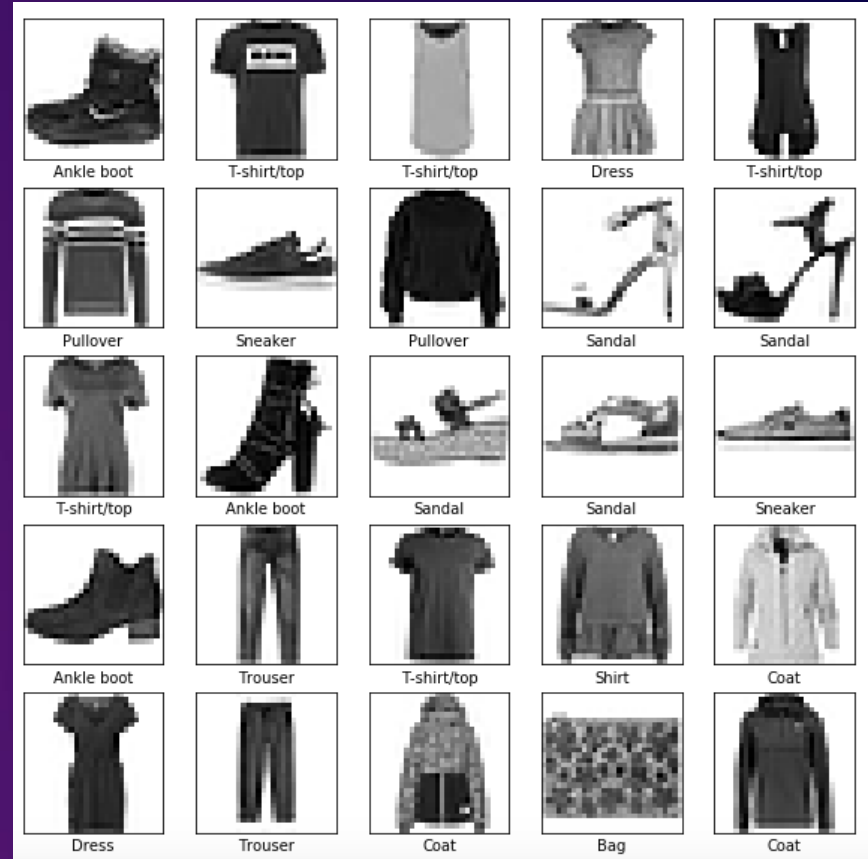 Ankle boot
T-shirt/top
T-shirt/top
Dress
T-shirt/top
Pullover
Sneaker
Pullover
Sandal
Sandal
T-shirt/top
Ankle boot
Sandal
Sandal
Sneaker
Ankle boot
Trouser
T-shirt/top
Shirt
Coat
Dress
Trouser
Coat
Bag
Coat